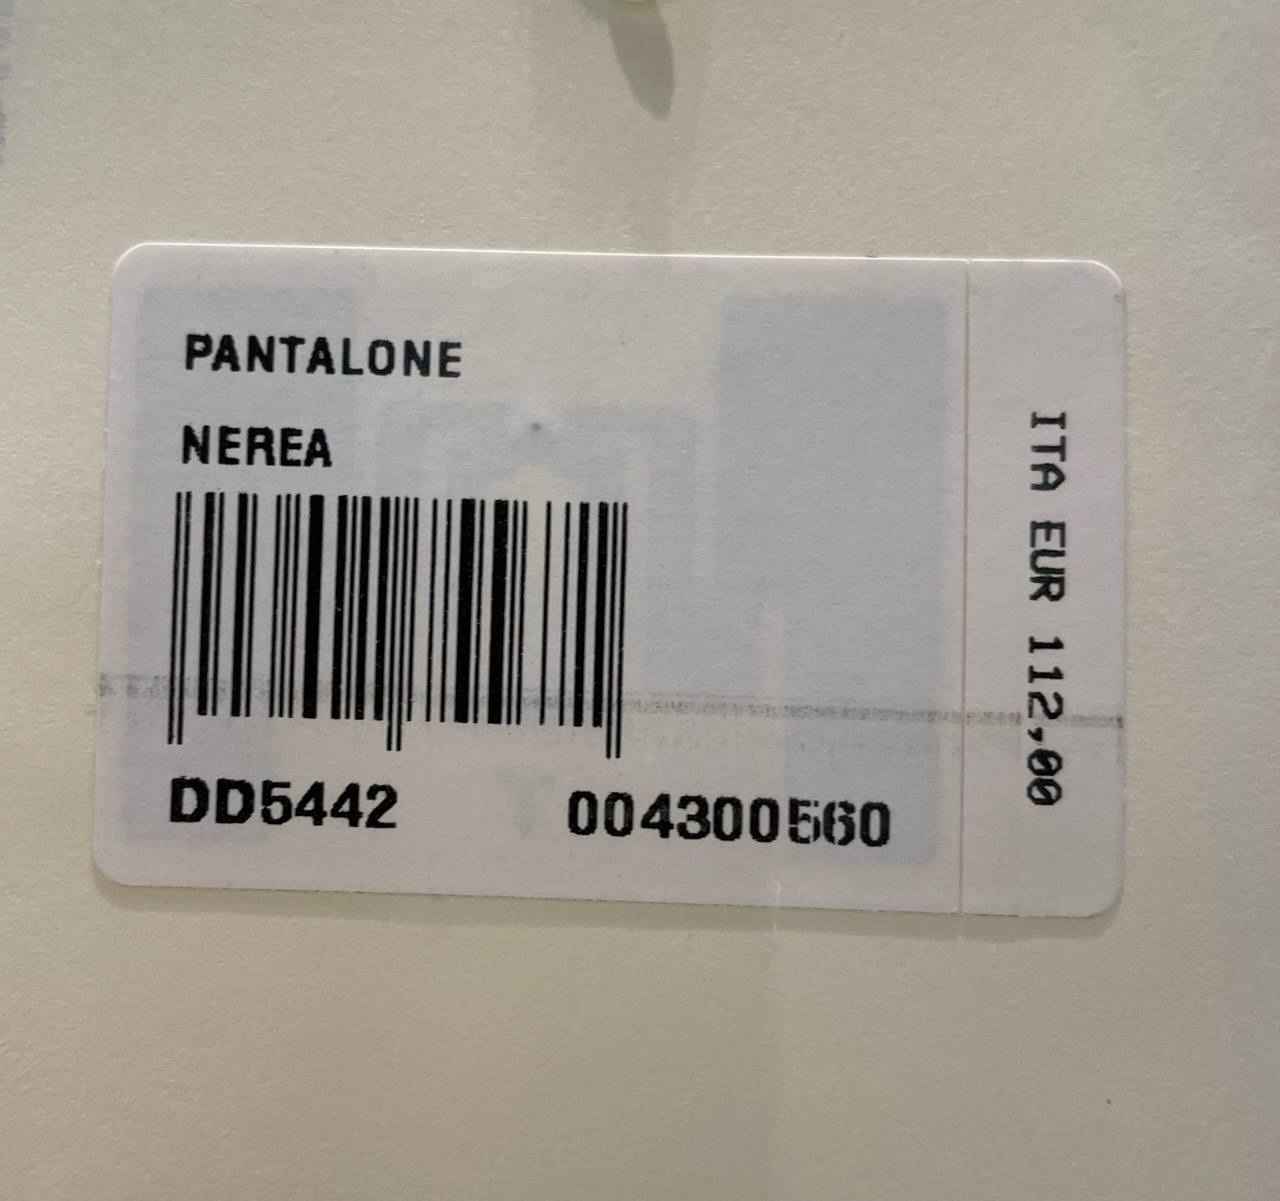 PANTALONE
NEREA
DD5442 004300560
ITA EUR 112,00